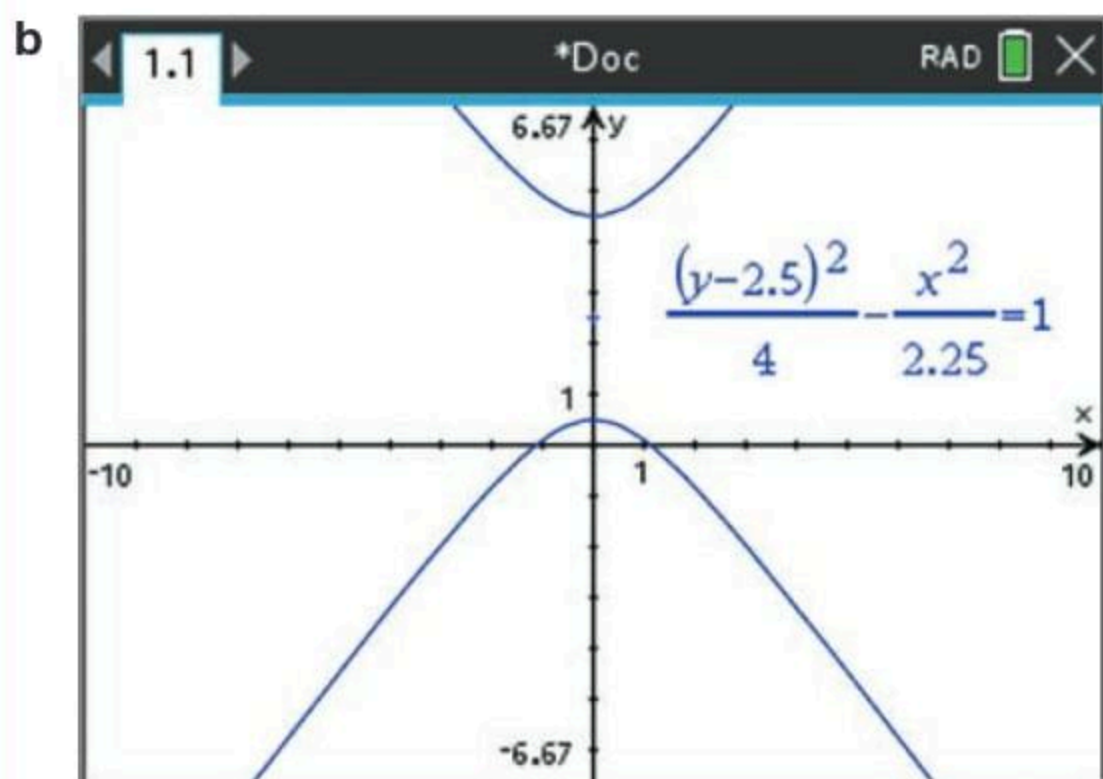 b
1.1 *Doc RAD
6.67 y
(y-2.5)² / 4 - x² / 2.25 = 1
1
x
-10 1 10
-6.67